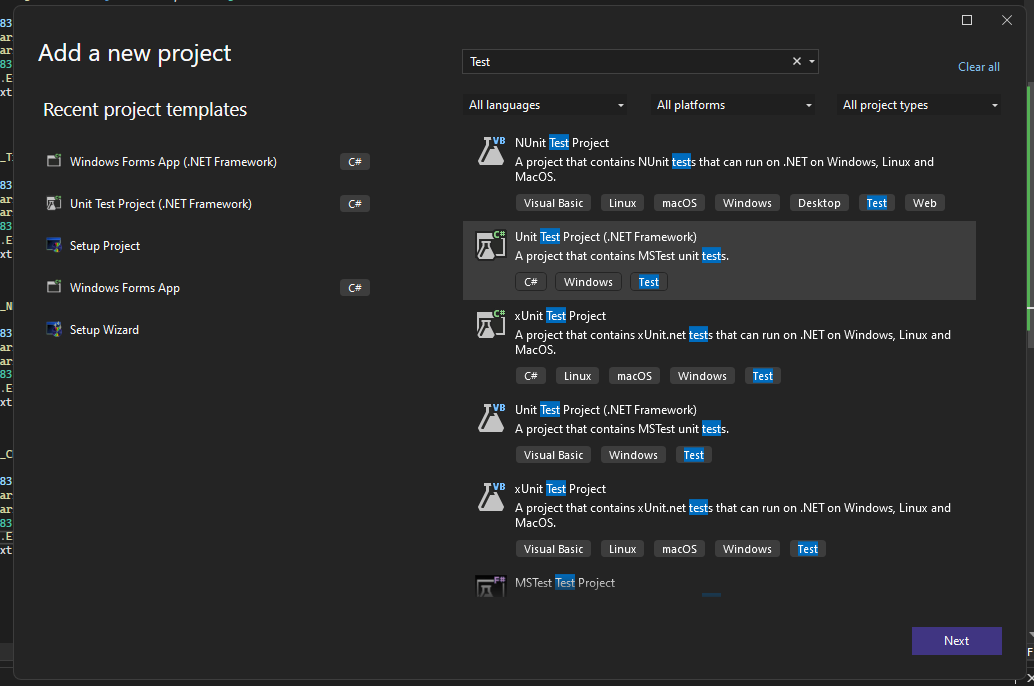 Add a new project
Test
Clear all
Recent project templates
Windows Forms App (.NET Framework)
C#
Unit Test Project (.NET Framework)
C#
Setup Project
Windows Forms App
C#
Setup Wizard
All languages
All platforms
All project types
VB
NUnit Test Project
A project that contains NUnit tests that can run on .NET on Windows, Linux and
MacOS.
Visual Basic Linux macOS Windows Desktop Test Web
C#
Unit Test Project (.NET Framework)
A project that contains MSTest unit tests.
C# Windows Test
C#
xUnit Test Project
A project that contains xUnit.net tests that can run on .NET on Windows, Linux and
MacOS.
C# Linux macOS Windows Test
VB
Unit Test Project (.NET Framework)
A project that contains MSTest unit tests.
Visual Basic Windows Test
VB
xUnit Test Project
A project that contains xUnit.net tests that can run on .NET on Windows, Linux and
MacOS.
Visual Basic Linux macOS Windows Test
F#
MSTest Test Project
Next